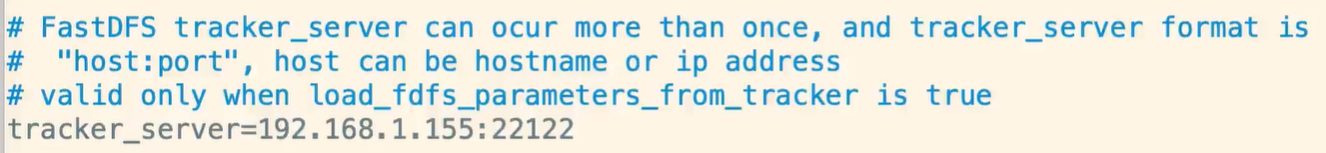 # FastDFS tracker_server can ocur more than once, and tracker_server format is
#  "host:port", host can be hostname or ip address
# valid only when load_fdfs_parameters_from_tracker is true
tracker_server=192.168.1.155:22122